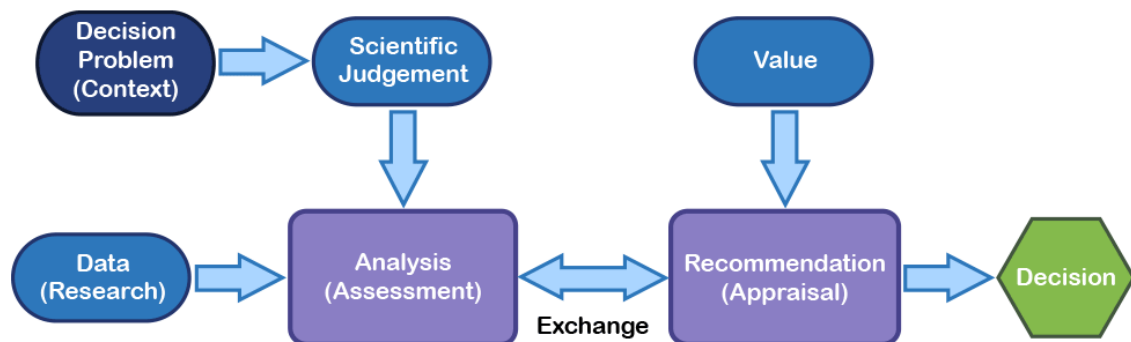 Decision
Problem
(Context)
Scientific
Judgement
Value
Data
(Research)
Analysis
(Assessment)
Exchange
Recommendation
(Appraisal)
Decision